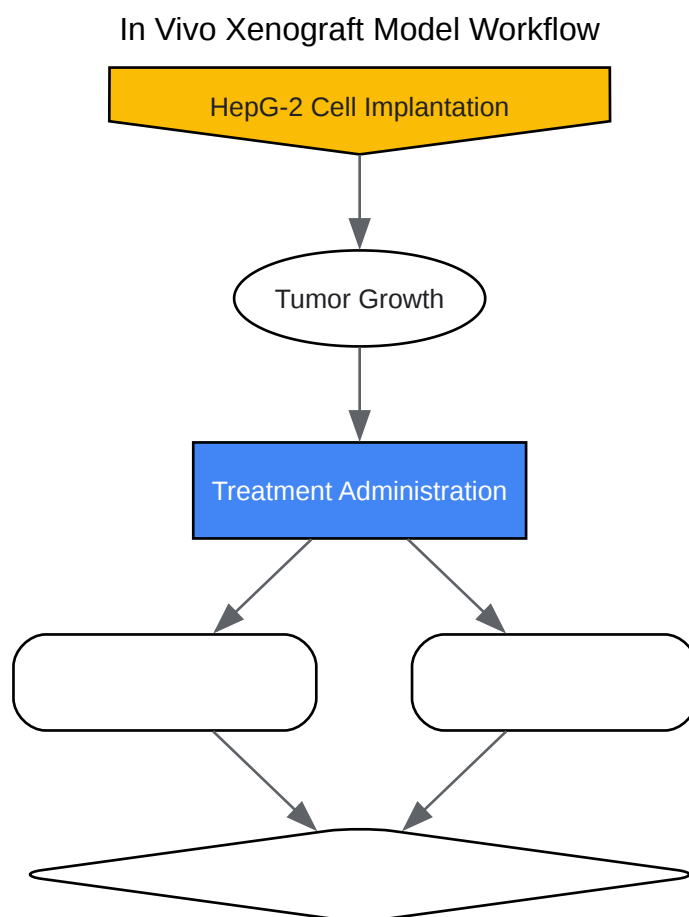 In Vivo Xenograft Model Workflow
HepG-2 Cell Implantation
Tumor Growth
Treatment Administration